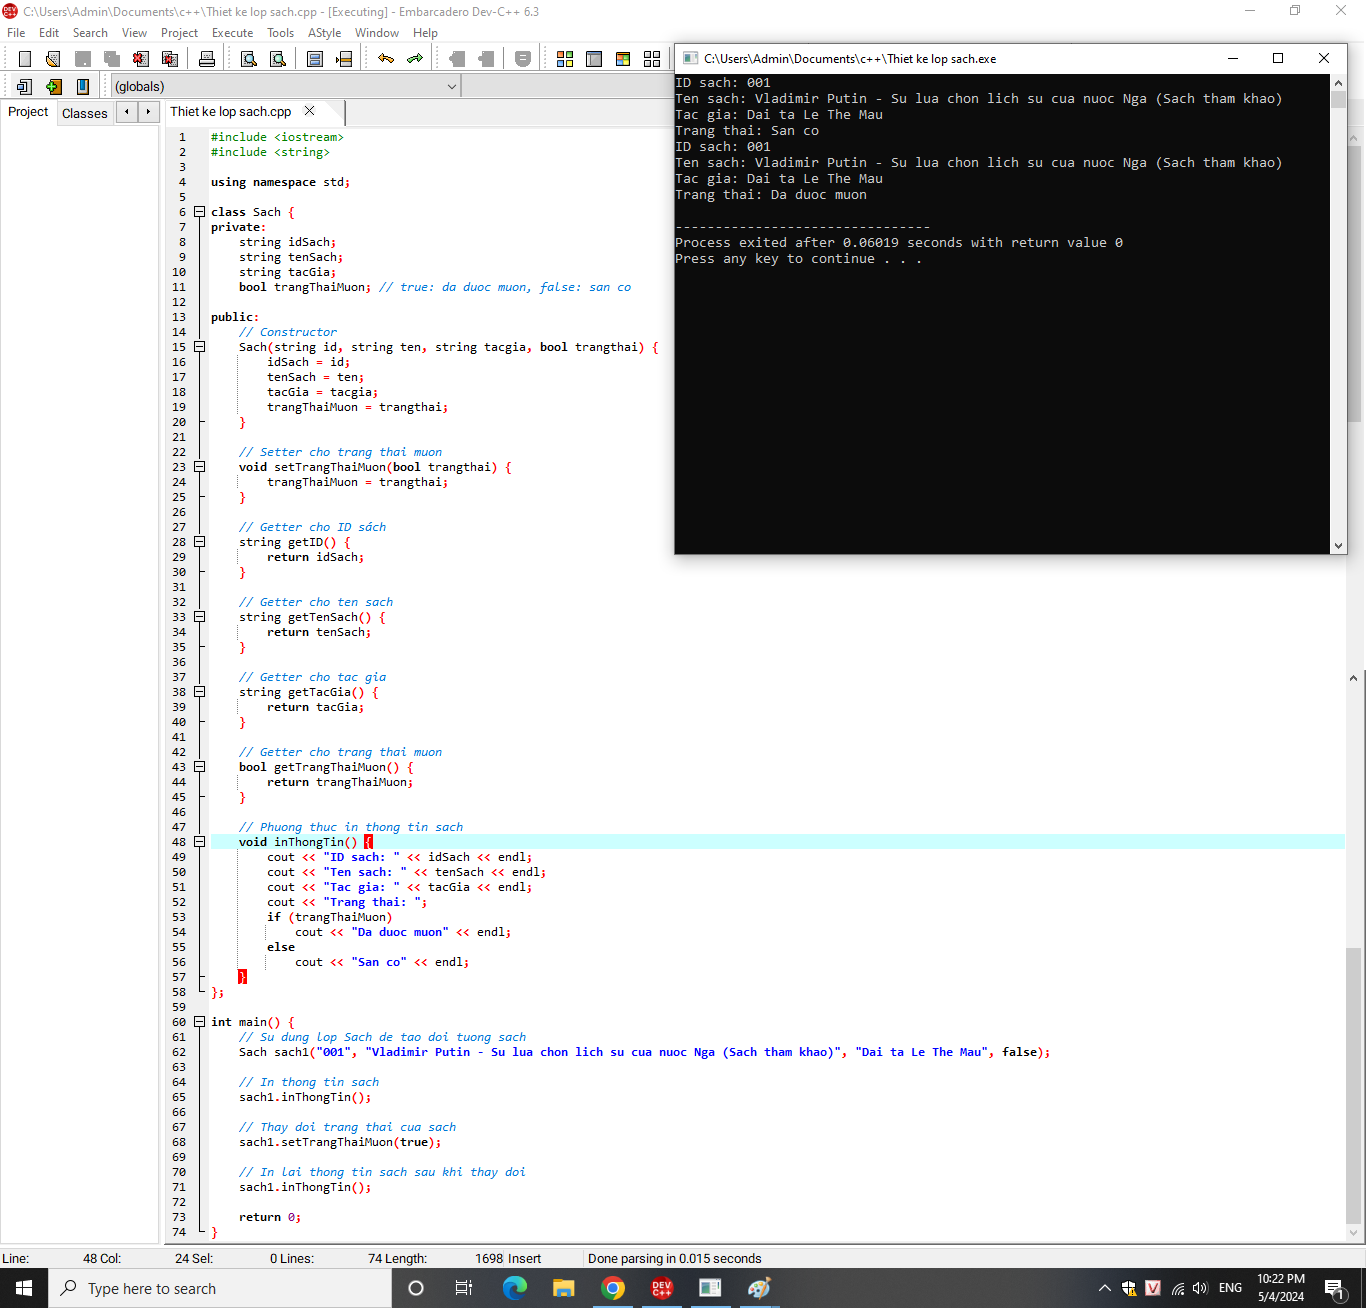 C:\Users\Admin\Documents\c++\Thiet ke lop sach.cpp - [Executing] - Embarcadero Dev-C++ 6.3
File Edit Search View Project Execute Tools AStyle Window Help
(globals)
Project Classes Thiet ke lop sach.cpp
1 #include <iostream>
2 #include <string>
3
4 using namespace std;
5
6 class Sach {
7 private:
8 string idSach;
9 string tenSach;
10 string tacGia;
11 bool trangThaiMuon; // true: da duoc muon, false: san co
12
13 public:
14 // Constructor
15 Sach(string id, string ten, string tacgia, bool trangthai) {
16 idSach = id;
17 tenSach = ten;
18 tacGia = tacgia;
19 trangThaiMuon = trangthai;
20 }
21
22 // Setter cho trang thai muon
23 void setTrangThaiMuon(bool trangthai) {
24 trangThaiMuon = trangthai;
25 }
26
27 // Getter cho ID sách
28 string getID() {
29 return idSach;
30 }
31
32 // Getter cho ten sach
33 string getTenSach() {
34 return tenSach;
35 }
36
37 // Getter cho tac gia
38 string getTacGia() {
39 return tacGia;
40 }
41
42 // Getter cho trang thai muon
43 bool getTrangThaiMuon() {
44 return trangThaiMuon;
45 }
46
47 // Phuong thuc in thong tin sach
48 void inThongTin() {
49 cout << "ID sach: " << idSach << endl;
50 cout << "Ten sach: " << tenSach << endl;
51 cout << "Tac gia: " << tacGia << endl;
52 cout << "Trang thai: ";
53 if (trangThaiMuon)
54 cout << "Da duoc muon" << endl;
55 else
56 cout << "San co" << endl;
57 }
58 };
59
60 int main() {
61 // Su dung lop Sach de tao doi tuong sach
62 Sach sach1("001", "Vladimir Putin - Su lua chon lich su cua nuoc Nga (Sach tham khao)", "Dai ta Le The Mau", false);
63
64 // In thong tin sach
65 sach1.inThongTin();
66
67 // Thay doi trang thai cua sach
68 sach1.setTrangThaiMuon(true);
69
70 // In lai thong tin sach sau khi thay doi
71 sach1.inThongTin();
72
73 return 0;
74 }
C:\Users\Admin\Documents\c++\Thiet ke lop sach.exe
ID sach: 001
Ten sach: Vladimir Putin - Su lua chon lich su cua nuoc Nga (Sach tham khao)
Tac gia: Dai ta Le The Mau
Trang thai: San co
ID sach: 001
Ten sach: Vladimir Putin - Su lua chon lich su cua nuoc Nga (Sach tham khao)
Tac gia: Dai ta Le The Mau
Trang thai: Da duoc muon
--------------------------------
Process exited after 0.06019 seconds with return value 0
Press any key to continue . . .
Line: 48 Col: 24 Sel: 0 Lines: 74 Length: 1698 Insert Done parsing in 0.015 seconds
Type here to search
DEV C++
V
ENG
10:22 PM
5/4/2024
1